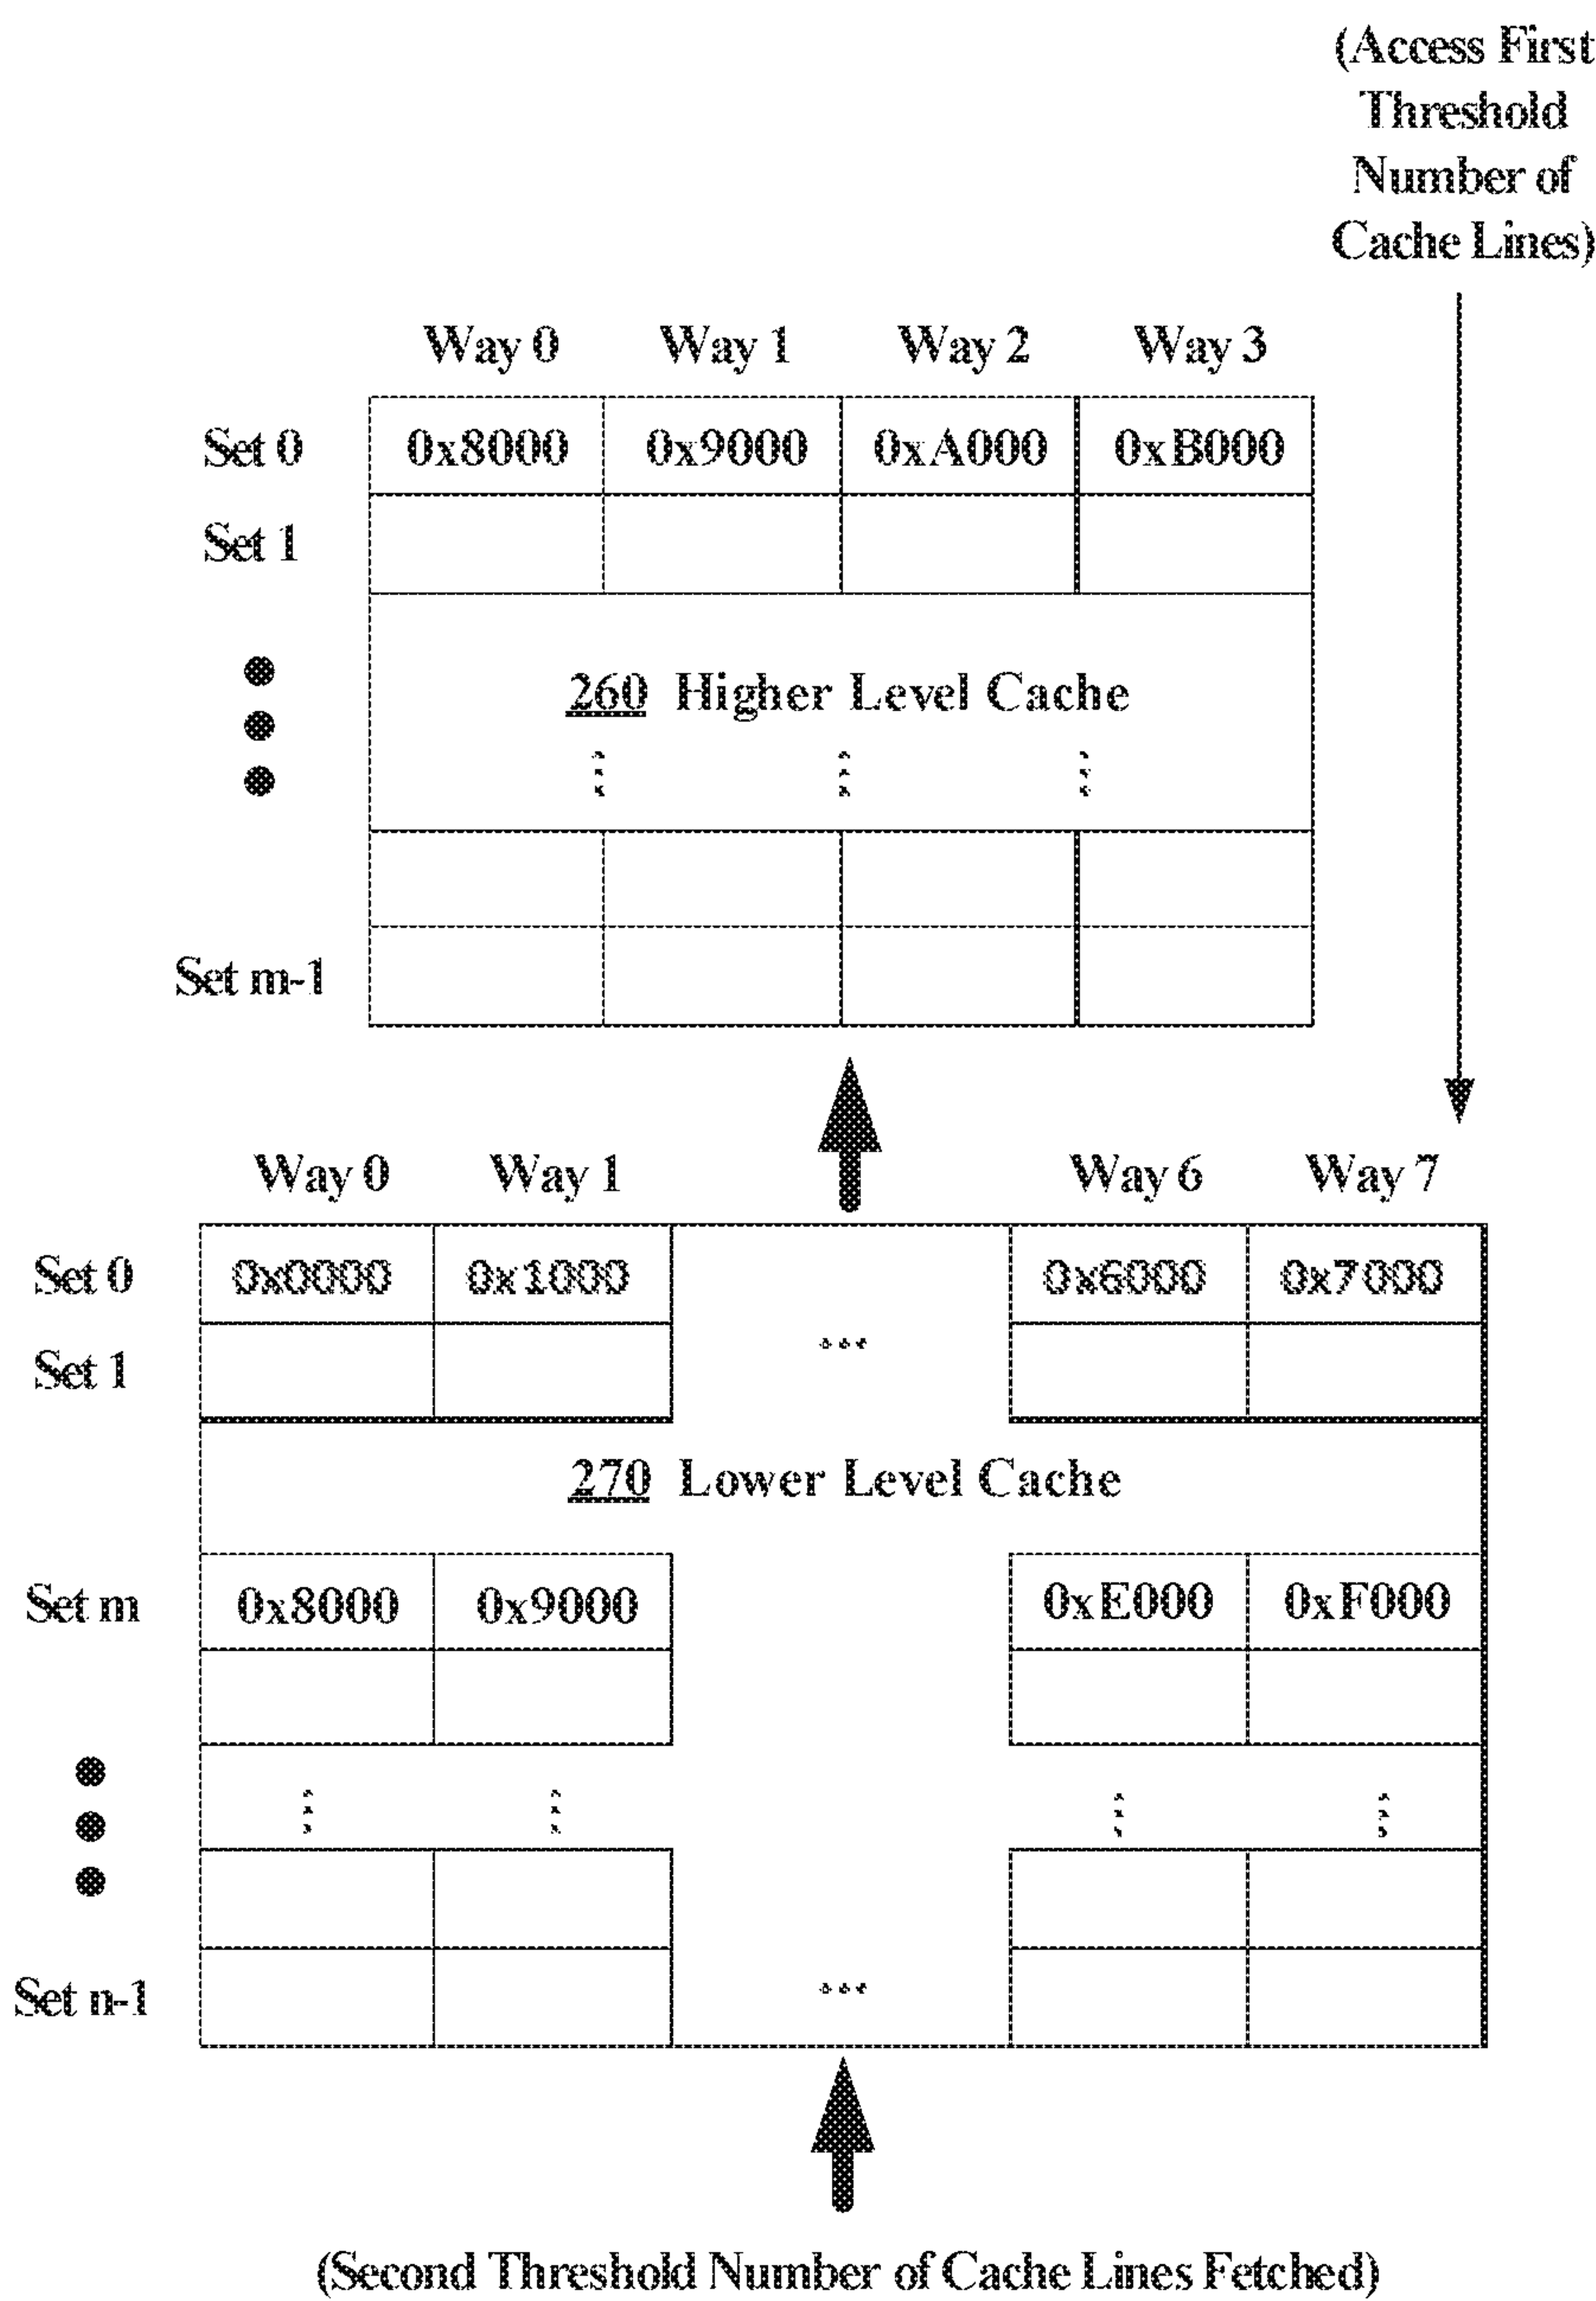 (Access First
Threshold
Number of
Cache Lines)
Way 0 Way 1 Way 2 Way 3
Set 0 0x8000 0x9000 0xA000 0xB000
Set 1
260 Higher Level Cache
Set m-1
Way 0 Way 1 Way 6 Way 7
Set 0 0x0000 0x1000 0x6000 0x7000
Set 1 ...
270 Lower Level Cache
Set m 0x8000 0x9000 0xE000 0xF000
Set n-1 ...
(Second Threshold Number of Cache Lines Fetched)